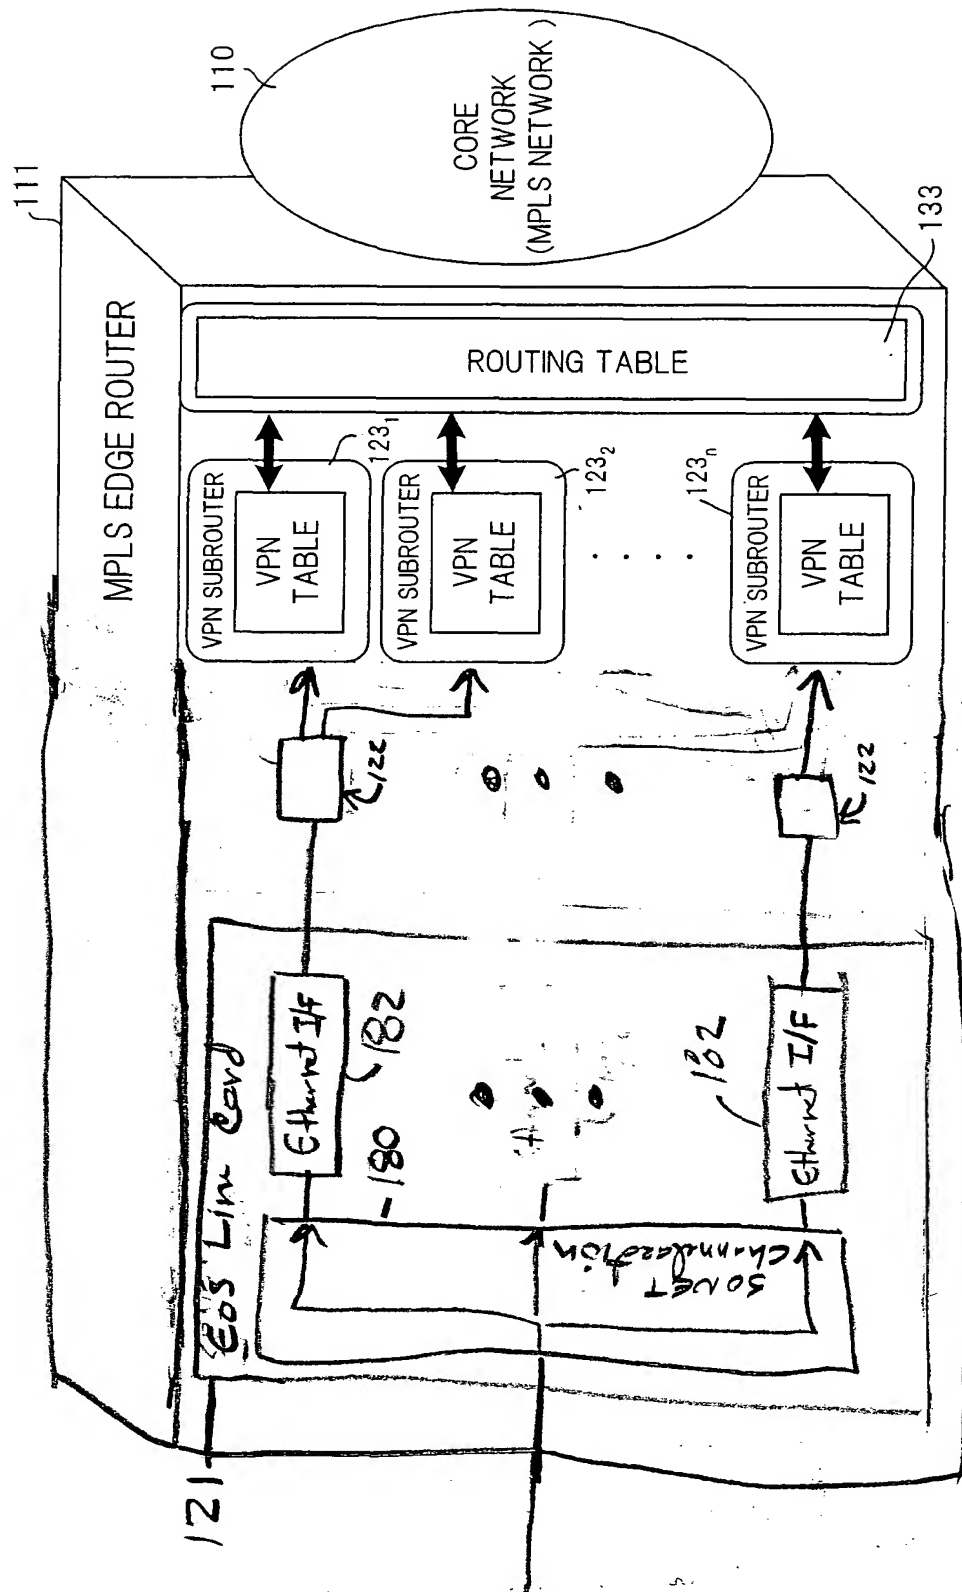 111
110
MPLS EDGE ROUTER
CORE
NETWORK
(MPLS NETWORK)
ROUTING TABLE
133
VPN SUBROUTER
VPN
TABLE
123₁
VPN SUBROUTER
VPN
TABLE
123₂
VPN SUBROUTER
VPN
TABLE
123ₙ
122
122
121
EoS Line Card
Ethernet I/F
182
180
Ethernet I/F
182
SONET